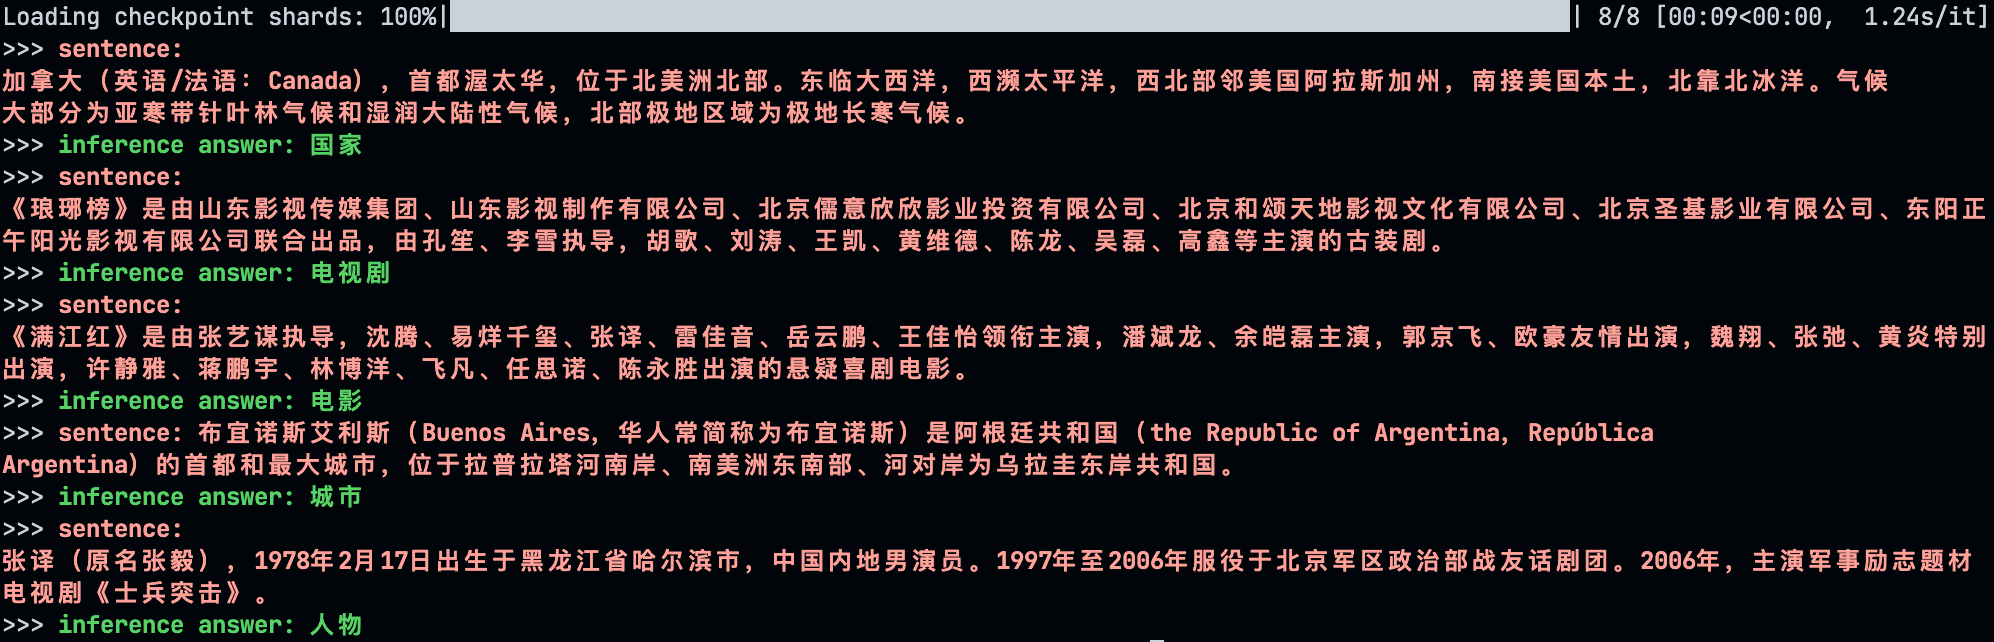 Loading checkpoint shards: 100%| | 8/8 [00:09<00:00,  1.24s/it]
>>> sentence:
加拿大（英语/法语：Canada），首都渥太华，位于北美洲北部。东临大西洋，西濒太平洋，西北部邻美国阿拉斯加州，南接美国本土，北靠北冰洋。气候
大部分为亚寒带针叶林气候和湿润大陆性气候，北部极地区域为极地长寒气候。
>>> inference answer: 国家
>>> sentence:
《琅琊榜》是由山东影视传媒集团、山东影视制作有限公司、北京儒意欣欣影业投资有限公司、北京和颂天地影视文化有限公司、北京圣基影业有限公司、东阳正
午阳光影视有限公司联合出品，由孔笙、李雪执导，胡歌、刘涛、王凯、黄维德、陈龙、吴磊、高鑫等主演的古装剧。
>>> inference answer: 电视剧
>>> sentence:
《满江红》是由张艺谋执导，沈腾、易烊千玺、张译、雷佳音、岳云鹏、王佳怡领衔主演，潘斌龙、余皑磊主演，郭京飞、欧豪友情出演，魏翔、张弛、黄炎特别
出演，许静雅、蒋鹏宇、林博洋、飞凡、任思诺、陈永胜出演的悬疑喜剧电影。
>>> inference answer: 电影
>>> sentence: 布宜诺斯艾利斯（Buenos Aires，华人常简称为布宜诺斯）是阿根廷共和国（the Republic of Argentina，República
Argentina）的首都和最大城市，位于拉普拉塔河南岸、南美洲东南部、河对岸为乌拉圭东岸共和国。
>>> inference answer: 城市
>>> sentence:
张译（原名张毅），1978年2月17日出生于黑龙江省哈尔滨市，中国内地男演员。1997年至2006年服役于北京军区政治部战友话剧团。2006年，主演军事励志题材
电视剧《士兵突击》。
>>> inference answer: 人物